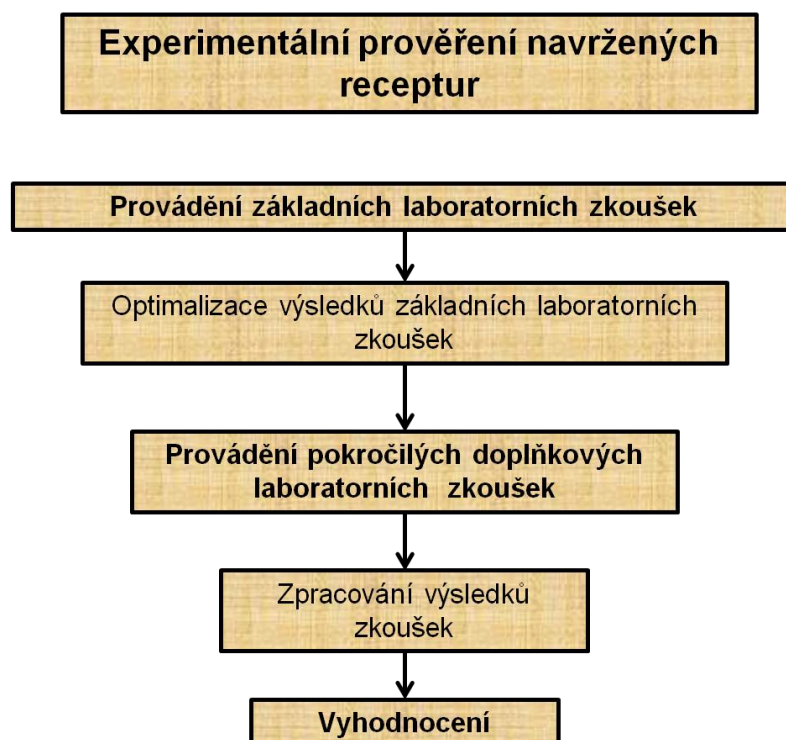 Experimentální prověření navržených
receptur
Provádění základních laboratorních zkoušek
Optimalizace výsledků základních laboratorních
zkoušek
Provádění pokročilých doplňkových
laboratorních zkoušek
Zpracování výsledků
zkoušek
Vyhodnocení